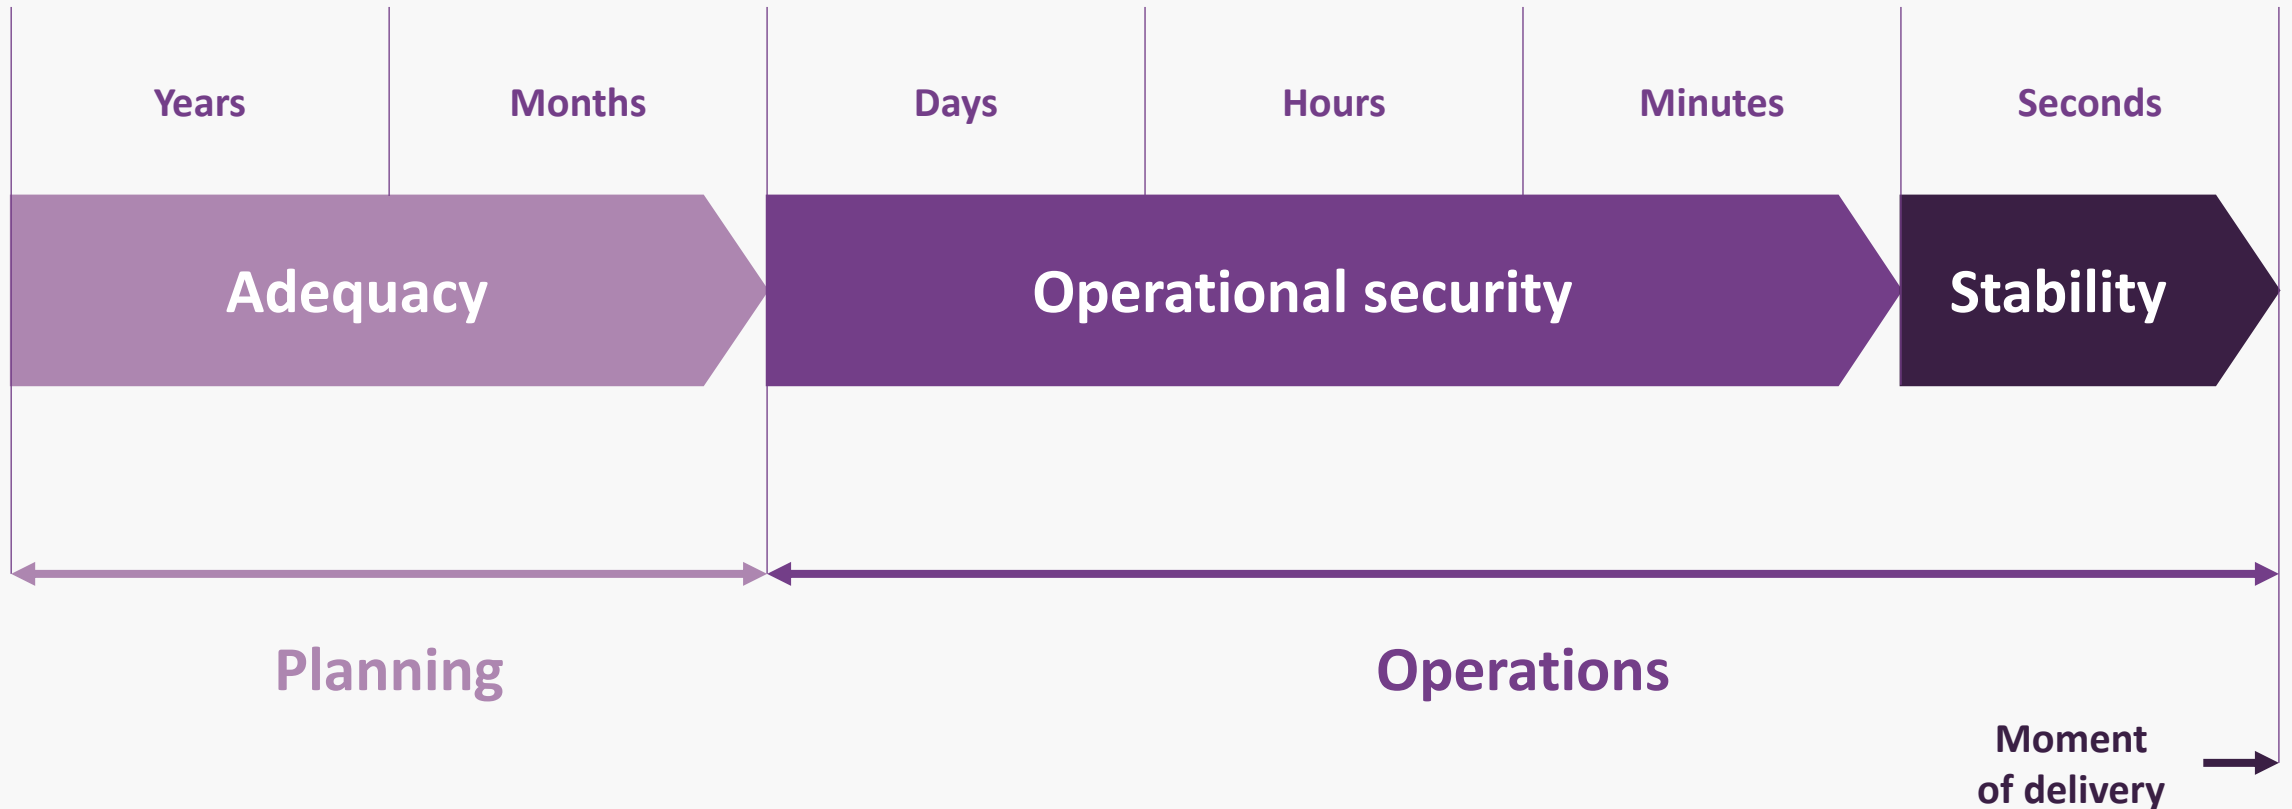 Years Months Days Hours Minutes Seconds
Adequacy Operational security Stability
Planning Operations
Moment
of delivery